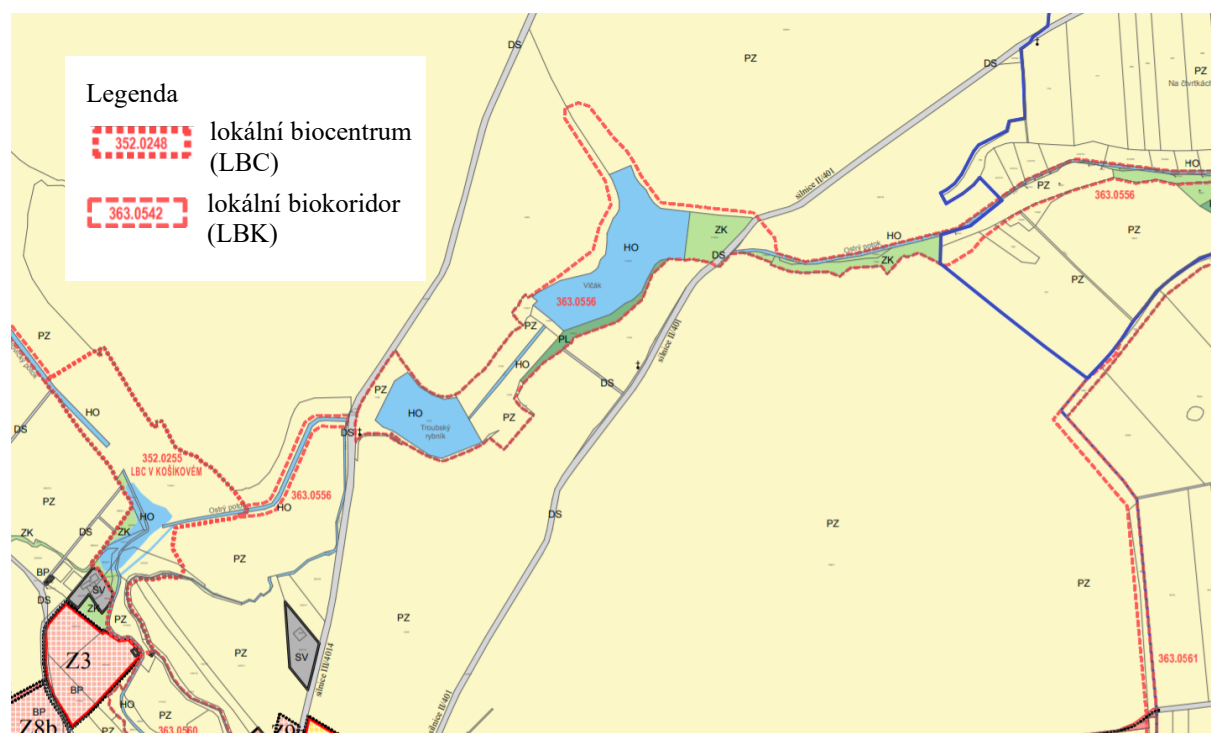 Legenda
352.0248
lokální biocentrum
(LBC)
363.0542
lokální biokoridor
(LBK)
DS
PZ
DS
PZ
Na čtvrtkách
silnice II/401
HO
PZ
363.0556
ZK
HO
HO
Ostrý potok
DS
ZK
PZ
Vlčák
363.0556
PZ
PZ
PL
PZ
HO
silnice II/401
PZ
DS
HO
PZ
HO
Troubský
rybník
DS
DS
352.0255
LBC V KOŠÍKOVÉM
363.0556
PZ
Ostrý potok
HO
HO
DS
ZK
DS
PZ
ZK
PZ
BP
SV
PZ
DS
ZK
PZ
PZ
Z3
PZ
SV
363.0561
silnice III/4014
BP
BP
HO
PZ
silnice II/401
Z8b
PZ
363.0560